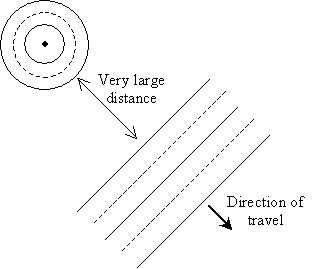 Very large
distance
Direction of
travel